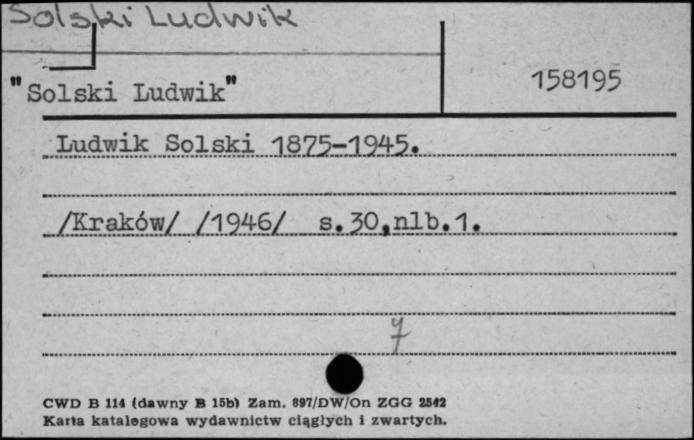 Solski Ludwik
"Solski Ludwik"
158195
Ludwik Solski 1875-1945.
/Kraków/ /1946/ s.30,nlb.1.
7
CWD B 114 (dawny B 15b) Zam. 897/DW/On ZGG 2542
Karta katalogowa wydawnictw ciągłych i zwartych.